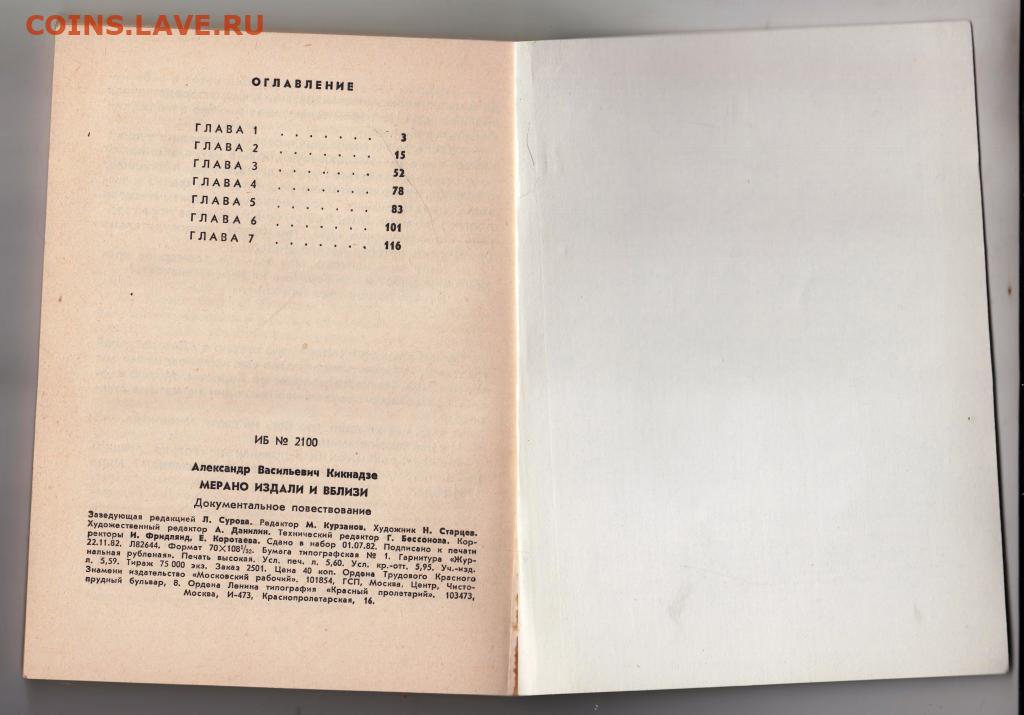 COINS.LAVE.RU
ОГЛАВЛЕНИЕ
ГЛАВА 1 . . . . . . . 3
ГЛАВА 2 . . . . . . . 15
ГЛАВА 3 . . . . . . . 52
ГЛАВА 4 . . . . . . . 78
ГЛАВА 5 . . . . . . . 83
ГЛАВА 6 . . . . . . . 101
ГЛАВА 7 . . . . . . . 116
ИБ № 2100
Александр Васильевич Кикнадзе
МЕРАНО ИЗДАЛИ И ВБЛИЗИ
Документальное повествование
Заведующая редакцией Л. Сурова. Редактор М. Курзанов. Художник Н. Старцев.
Художественный редактор А. Данилин. Технический редактор Г. Бессонова. Кор-
ректоры И. Фридлянд, Е. Коротаева. Сдано в набор 01.07.82. Подписано к печати
22.11.82. Л82644, Формат 70×108¹/₃₂. Бумага типографская № 1. Гарнитура «Жур-
нальная рубленая». Печать высокая. Усл. печ. л. 5,60. Усл. кр.-отт. 5,95. Уч.-изд.
л. 5,59. Тираж 75 000 экз. Заказ 2501. Цена 40 коп. Ордена Трудового Красного
Знамени издательство «Московский рабочий». 101854, ГСП, Москва. Центр, Чисто-
прудный бульвар, 8. Ордена Ленина типография «Красный пролетарий». 103473,
Москва, И-473, Краснопролетарская, 16.